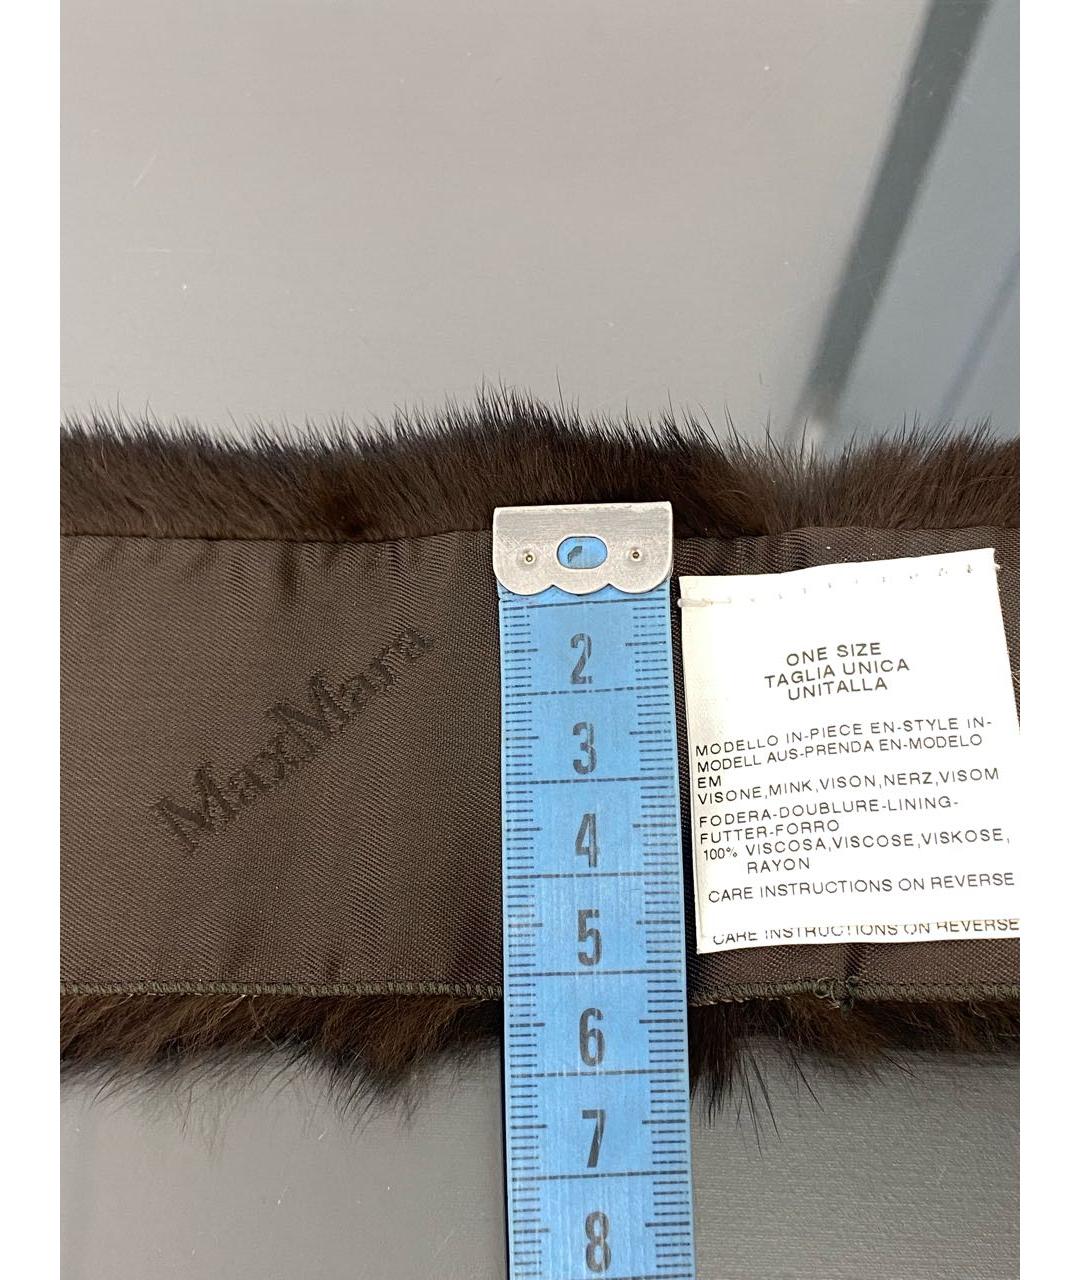 MaxMara
1
2
3
4
5
6
7
8
ONE SIZE
TAGLIA UNICA
UNITALLA
MODELLO IN-PIECE EN-STYLE IN-
MODELL AUS-PRENDA EN-MODELO
EM
VISONE,MINK,VISON,NERZ,VISOM
FODERA-DOUBLURE-LINING-
FUTTER-FORRO
100% VISCOSA,VISCOSE,VISKOSE,
RAYON
CARE INSTRUCTIONS ON REVERSE
CARE INSTRUCTIONS ON REVERSE